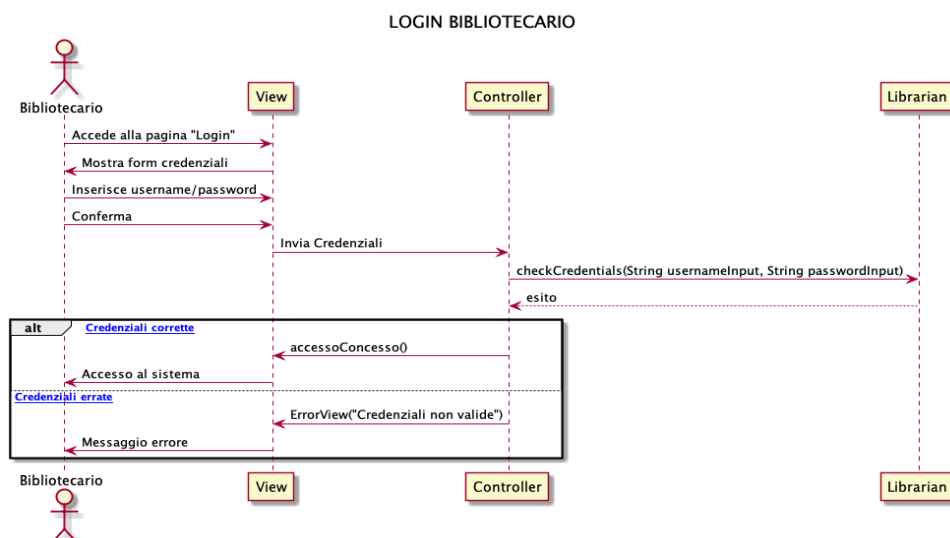 LOGIN BIBLIOTECARIO
Bibliotecario
View
Controller
Librarian
Accede alla pagina "Login"
Mostra form credenziali
Inserisce username/password
Conferma
Invia Credenziali
checkCredentials(String usernameInput, String passwordInput)
esito
alt
Credenziali corrette
accessoConcesso()
Accesso al sistema
Credenziali errate
ErrorView("Credenziali non valide")
Messaggio errore
Bibliotecario
View
Controller
Librarian